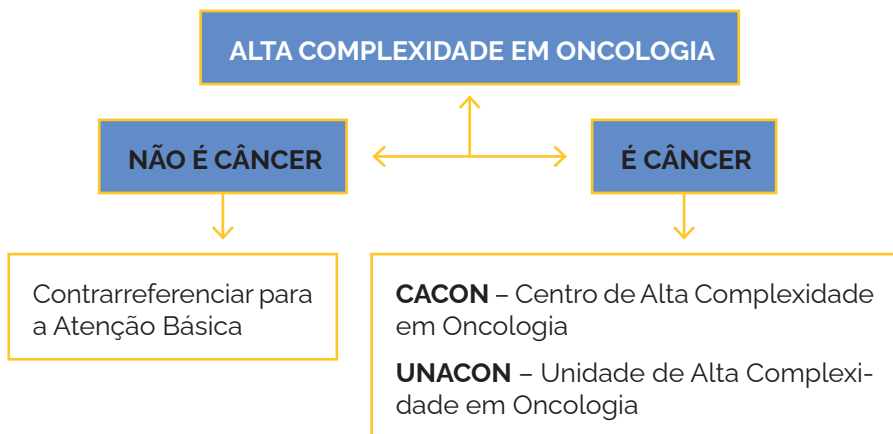 ALTA COMPLEXIDADE EM ONCOLOGIA
NÃO É CÂNCER
É CÂNCER
Contrarreferenciar para
a Atenção Básica
CACON – Centro de Alta Complexidade
em Oncologia
UNACON – Unidade de Alta Complexi-
dade em Oncologia